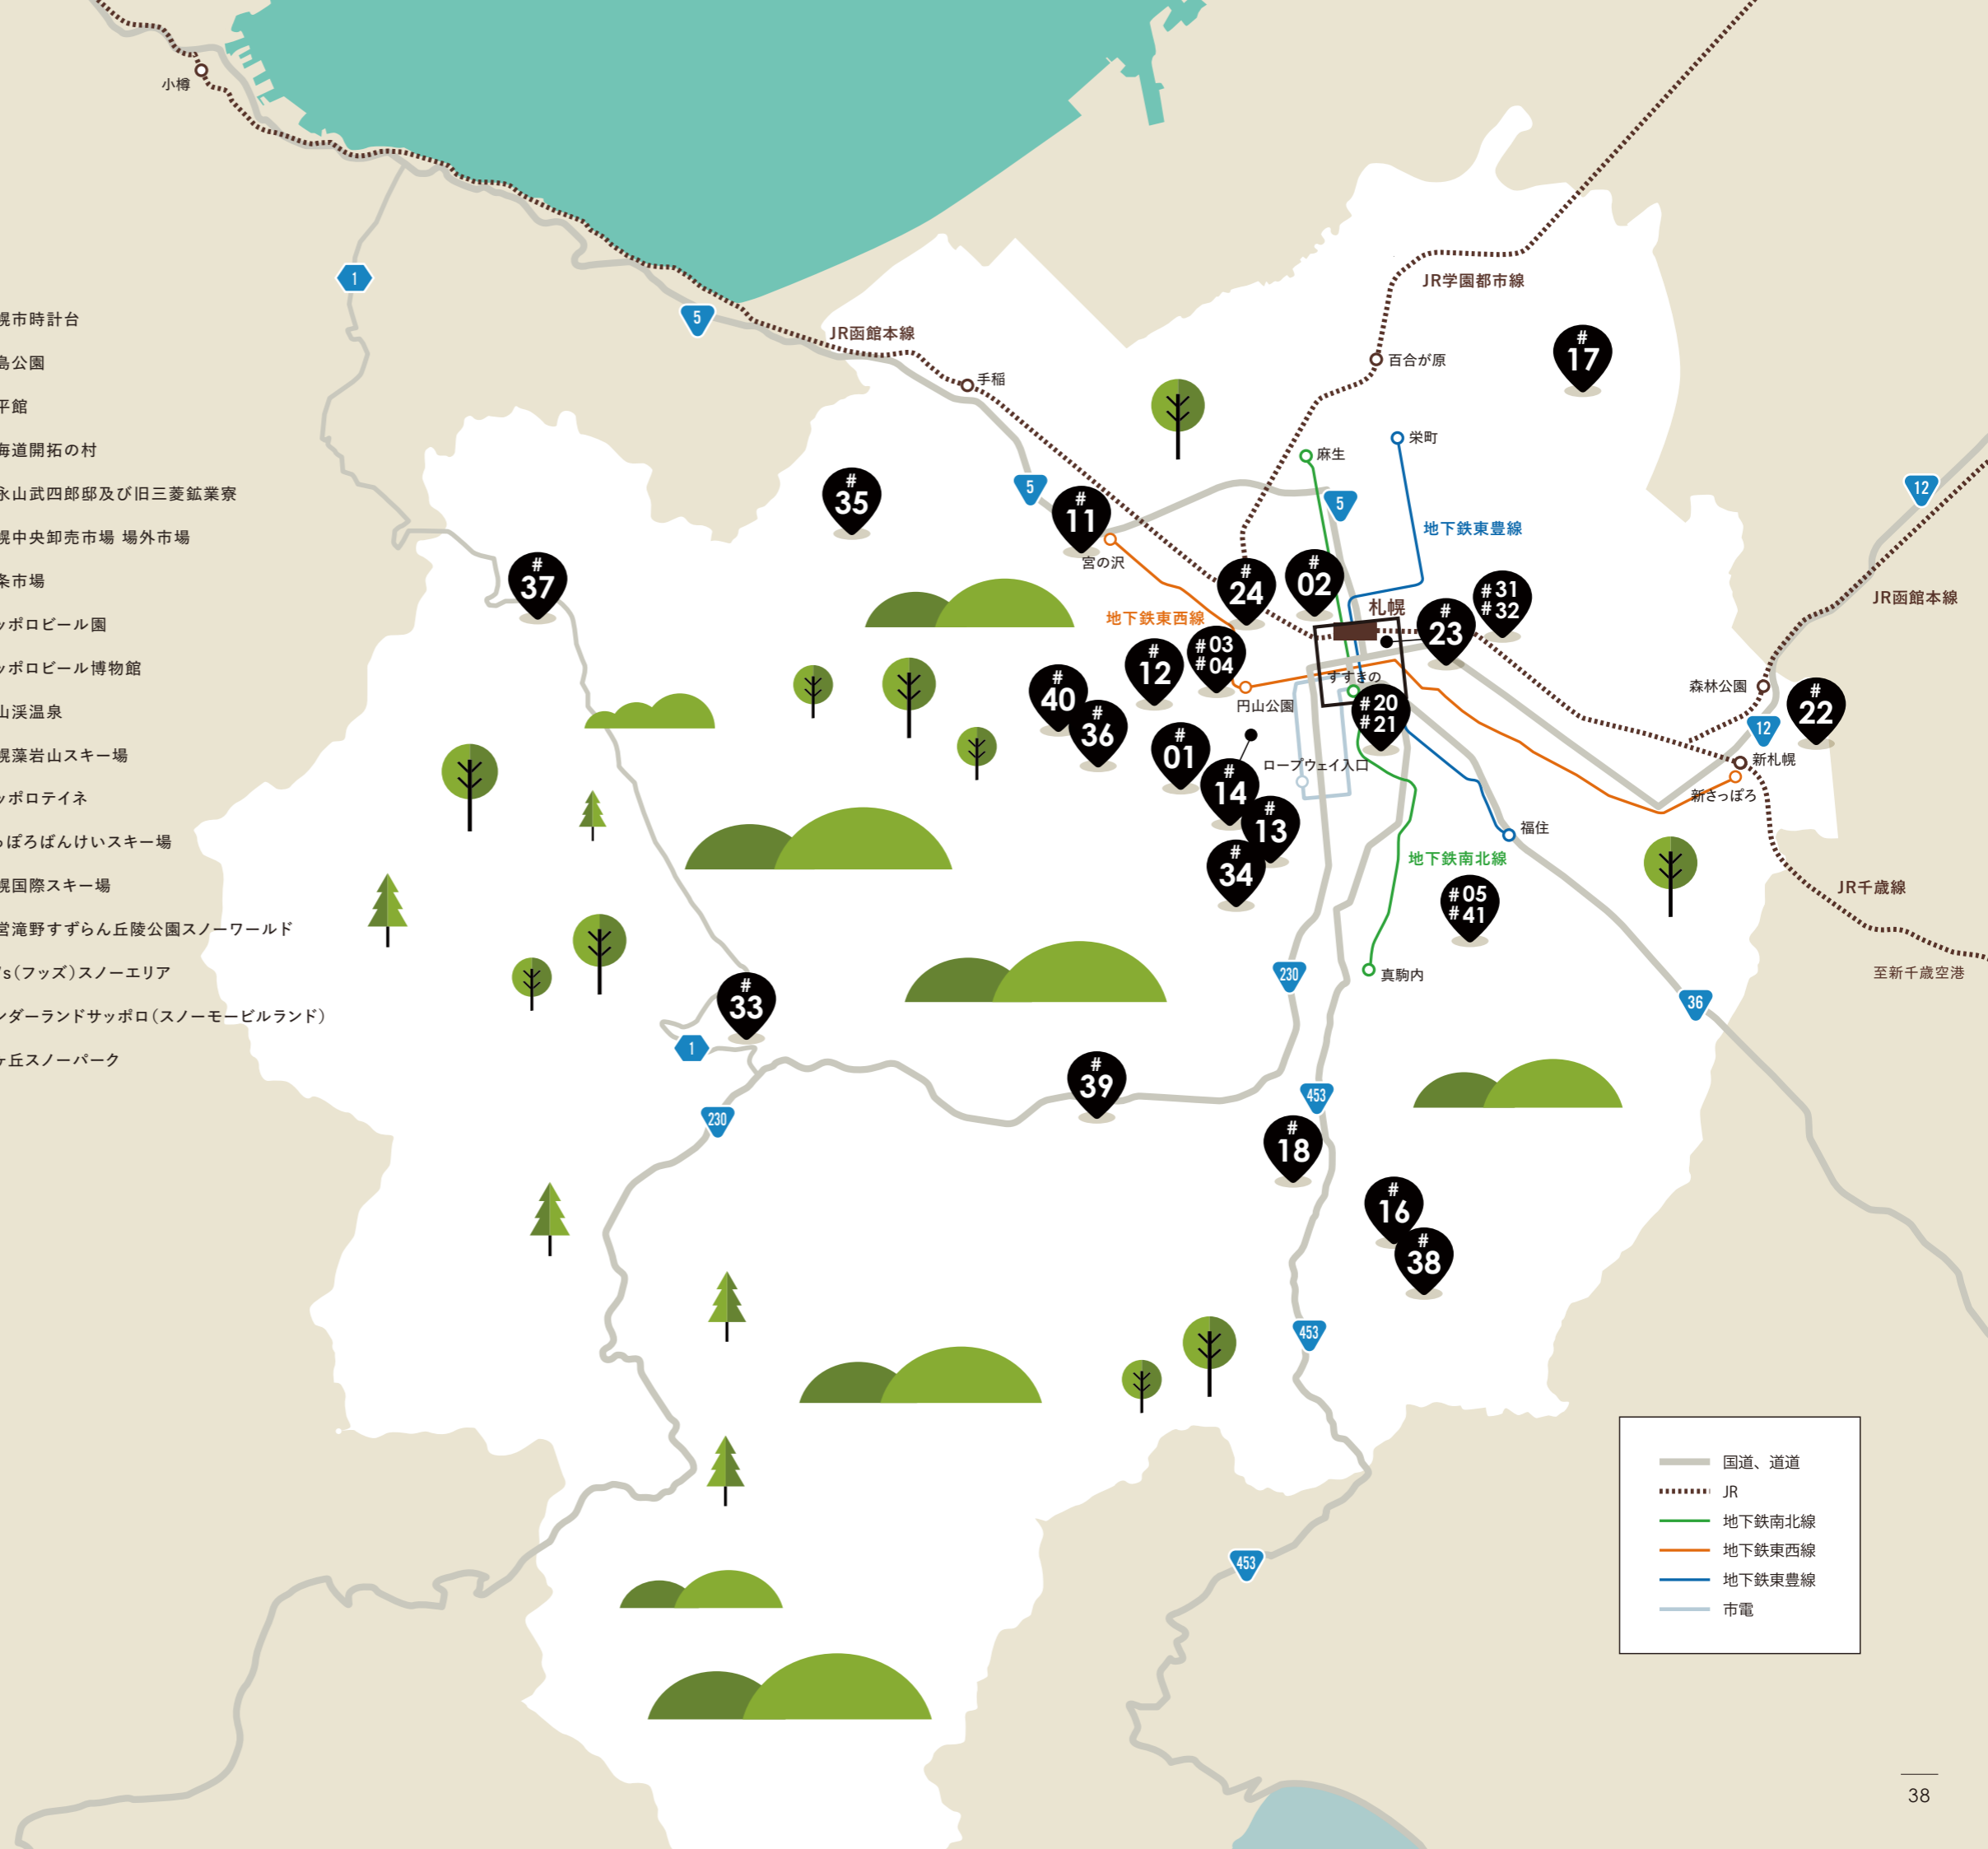 小樽
1
5
幌市時計台
島公園
平館
海道開拓の村
永山武四郎邸及び旧三菱鉱業寮
幌中央卸売市場 場外市場
条市場
ッポロビール園
ッポロビール博物館
山渓温泉
幌藻岩山スキー場
ッポロテイネ
っぽろばんけいスキー場
幌国際スキー場
営滝野すずらん丘陵公園スノーワールド
's(フッズ)スノーエリア
ンダーランドサッポロ(スノーモービルランド)
ヶ丘スノーパーク
JR函館本線
手稲
JR学園都市線
百合が原
#17
栄町
麻生
#35
5
#11
宮の沢
5
地下鉄東豊線
12
#37
#24
#02
#31
#32
札幌
#23
JR函館本線
地下鉄東西線
#03
#04
#12
#40
#36
円山公園
すすきの
#20
#21
森林公園
#22
12
新札幌
新さっぽろ
#01
ロープウェイ入口
#14
#13
#34
福住
地下鉄南北線
#05
#41
JR千歳線
至新千歳空港
真駒内
230
36
#33
1
#39
453
230
#18
#16
#38
453
453
国道、道道
JR
地下鉄南北線
地下鉄東西線
地下鉄東豊線
市電
38